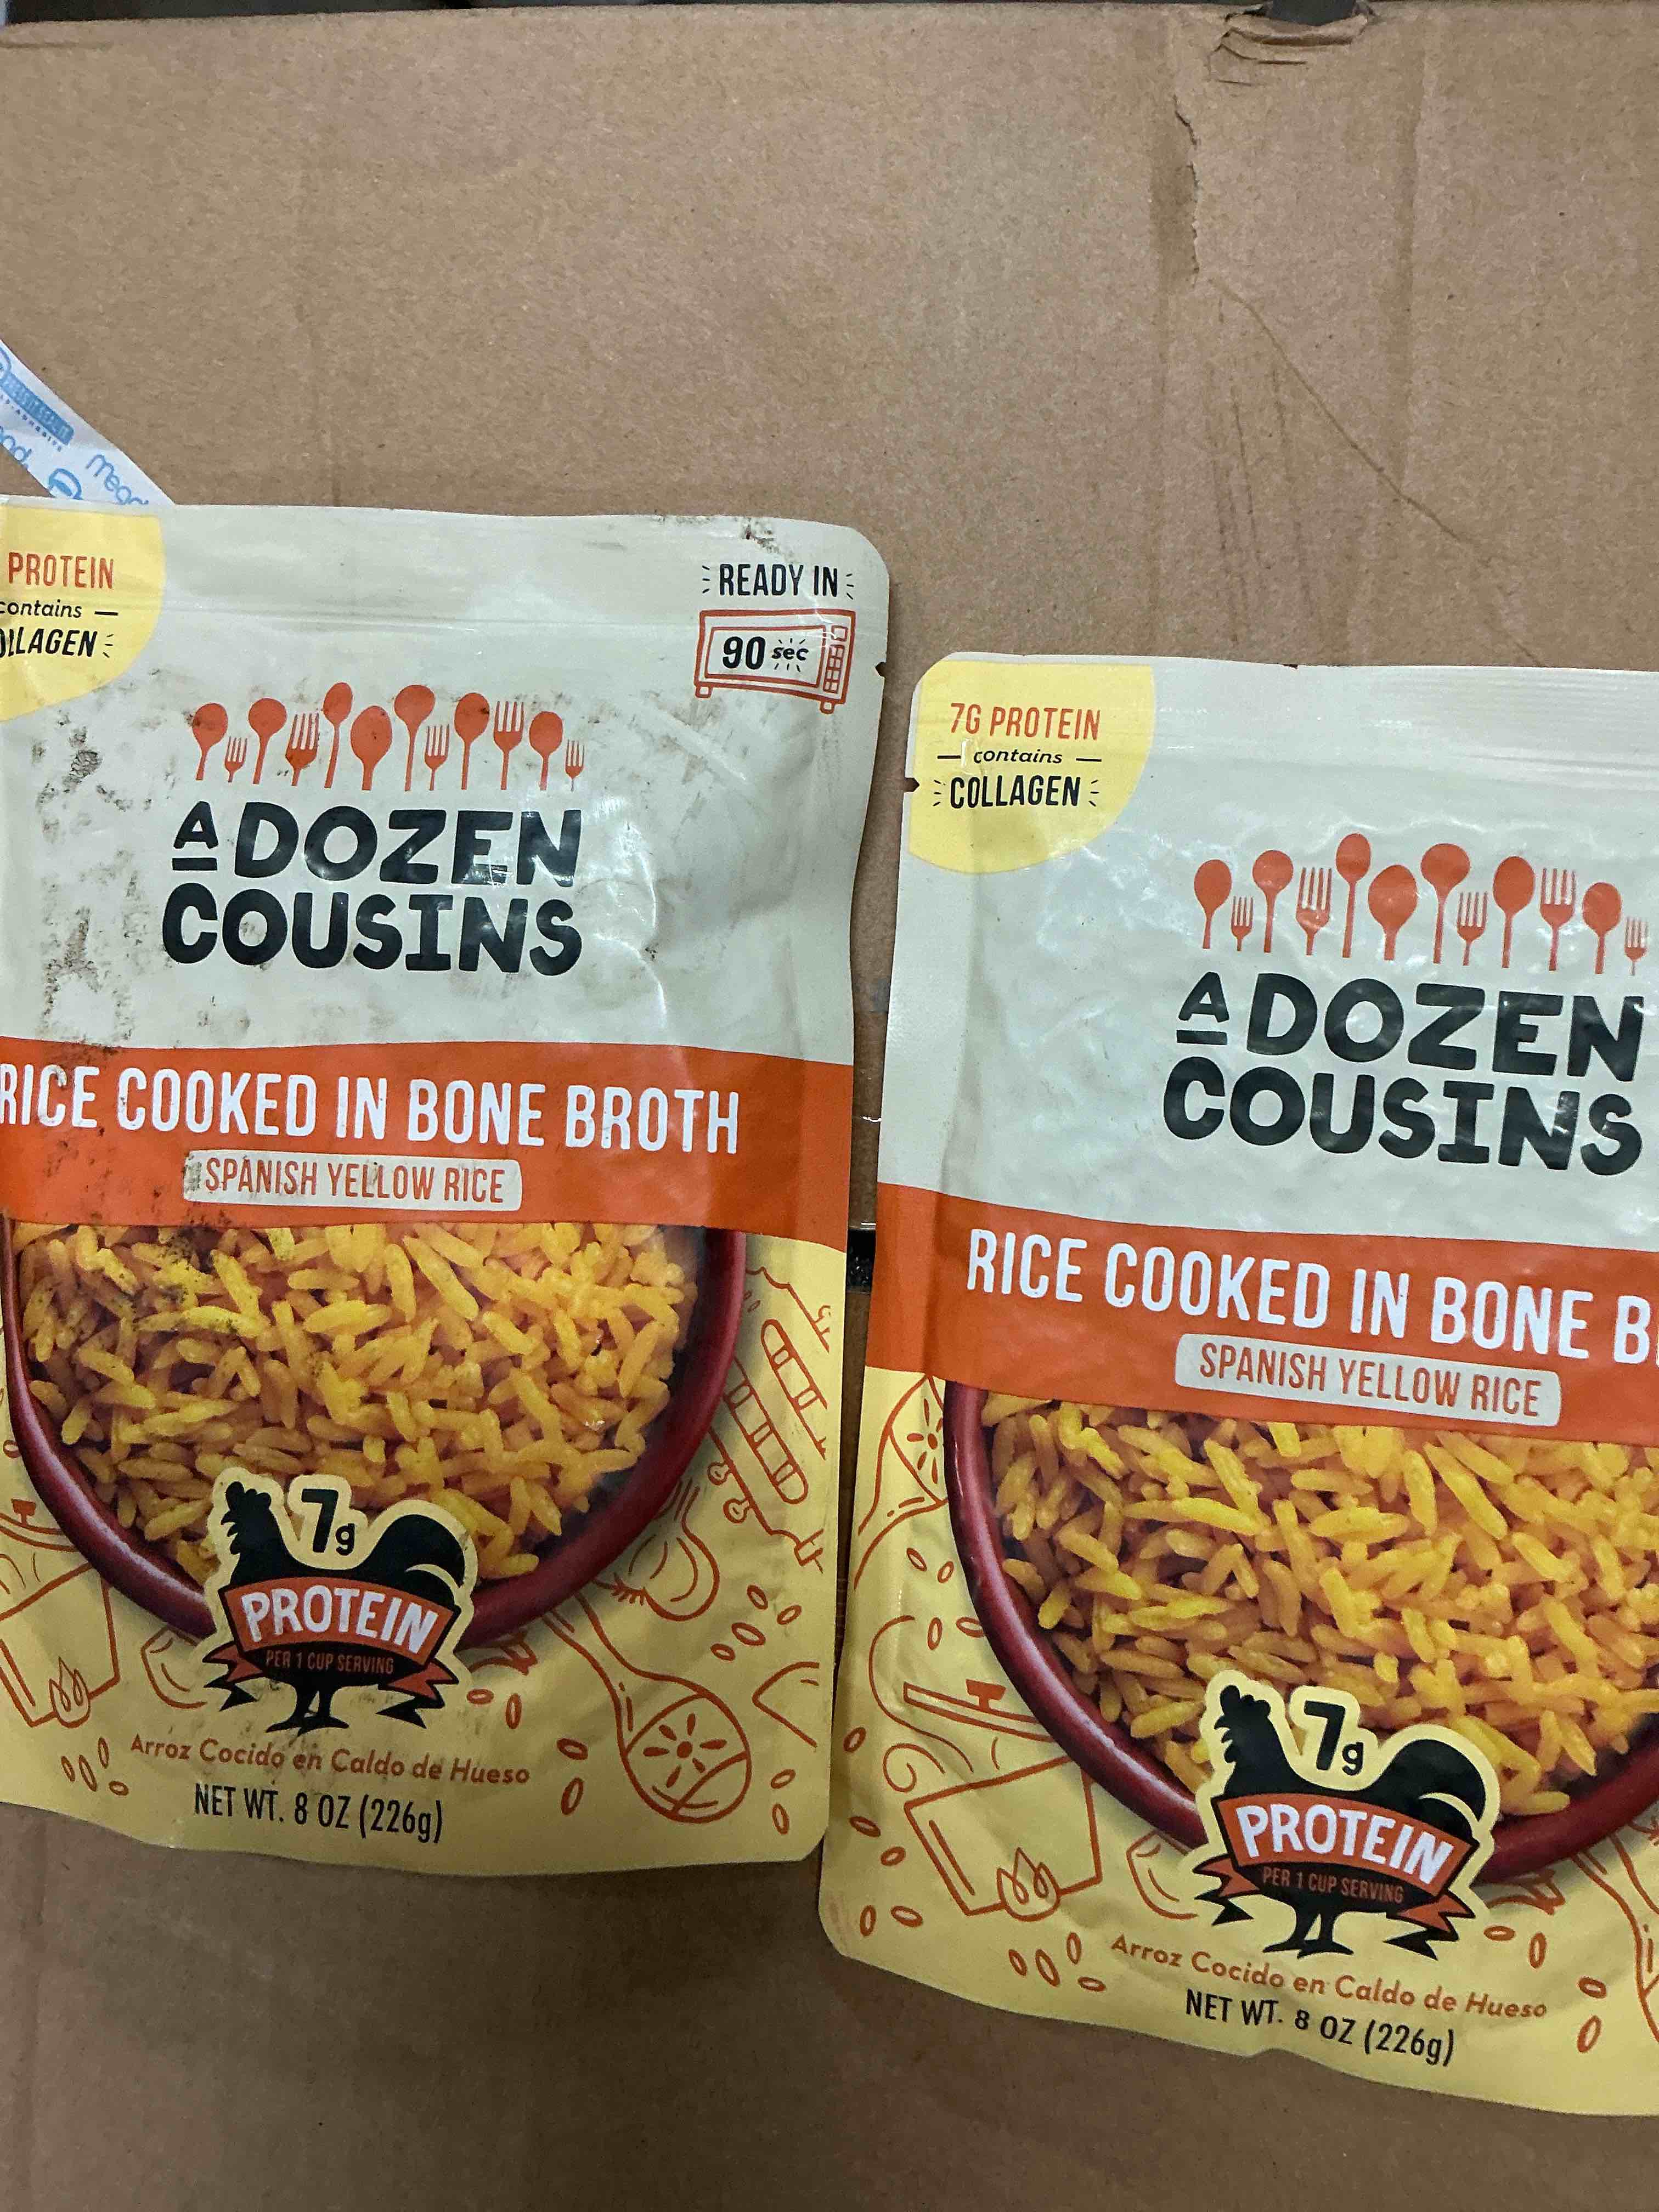 PROTEIN
contains
READY IN
90 sec
A DOZEN
COUSINS
RICE COOKED IN BONE BROTH
SPANISH YELLOW RICE
7g
PROTEIN
PER 1 CUP SERVING
Arroz Cocido en Caldo de Hueso
NET WT. 8 OZ (226g)
7G PROTEIN
contains
COLLAGEN
A DOZEN
COUSINS
RICE COOKED IN BONE B
SPANISH YELLOW RICE
7g
PROTEIN
PER 1 CUP SERVING
Arroz Cocido en Caldo de Hueso
NET WT. 8 OZ (226g)